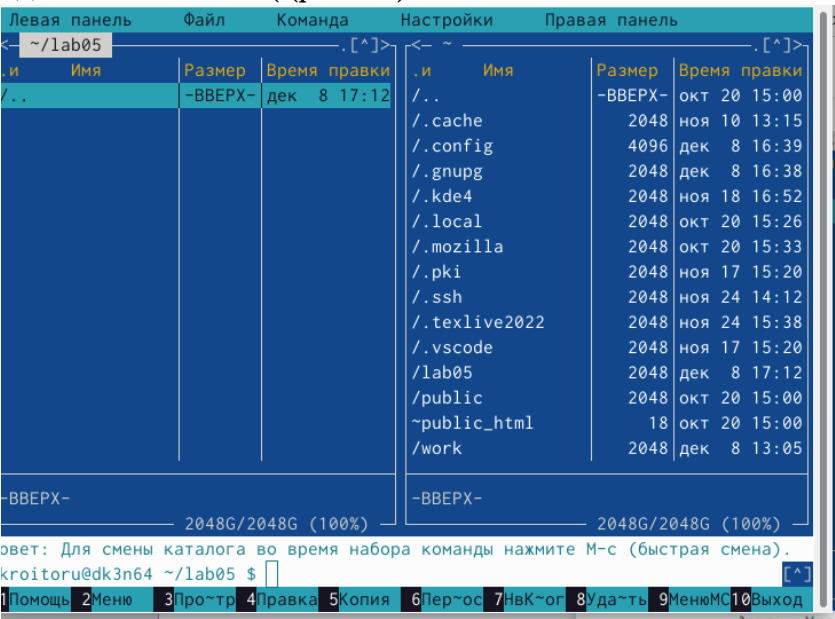 Левая панель Файл Команда Настройки Правая панель
<— ~/lab05 .[^]>
.и Имя Размер Время правки
/.. -ВВЕРХ- дек 8 17:12
-ВВЕРХ-
2048G/2048G (100%)
<— ~ .[^]>
.и Имя Размер Время правки
/.. -ВВЕРХ- окт 20 15:00
/.cache 2048 ноя 10 13:15
/.config 4096 дек 8 16:39
/.gnupg 2048 дек 8 16:38
/.kde4 2048 ноя 18 16:52
/.local 2048 окт 20 15:26
/.mozilla 2048 окт 20 15:33
/.pki 2048 ноя 17 15:20
/.ssh 2048 ноя 24 14:12
/.texlive2022 2048 ноя 24 15:38
/.vscode 2048 ноя 17 15:20
/lab05 2048 дек 8 17:12
/public 2048 окт 20 15:00
~public_html 18 окт 20 15:00
/work 2048 дек 8 13:05
-ВВЕРХ-
2048G/2048G (100%)
овет: Для смены каталога во время набора команды нажмите M-c (быстрая смена).
kroitoru@dk3n64 ~/lab05 $ [^]
1Помощь 2Меню 3Про~тр 4Правка 5Копия 6Пер~ос 7НвК~ог 8Уда~ть 9МенюМС 10Выход